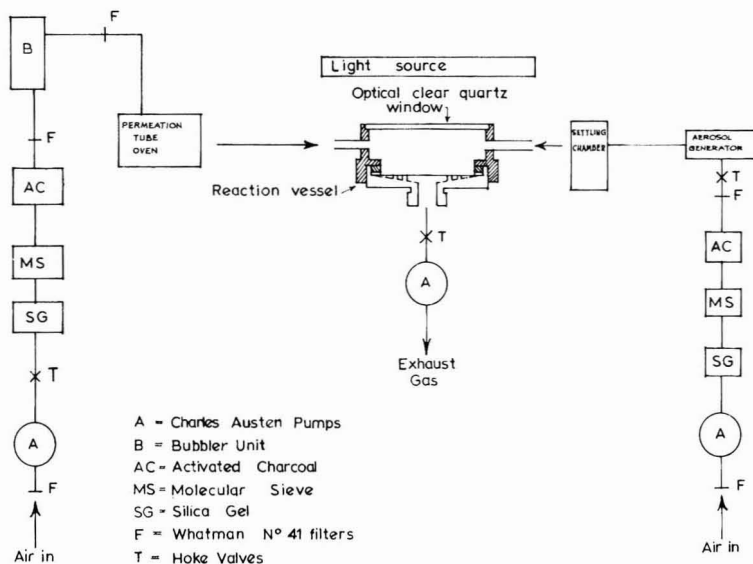 F
B
F
Light source
Optical clear quartz
window
PERMEATION
TUBE
OVEN
SETTLING
CHAMBER
AEROSOL
GENERATOR
T
F
F
AC
Reaction vessel
T
AC
MS
A
MS
SG
SG
T
Exhaust
Gas
A
A
F
F
Air in
Air in
A = Charles Austen Pumps
B = Bubbler Unit
AC = Activated Charcoal
MS = Molecular Sieve
SG = Silica Gel
F = Whatman Nº 41 filters
T = Hoke Valves